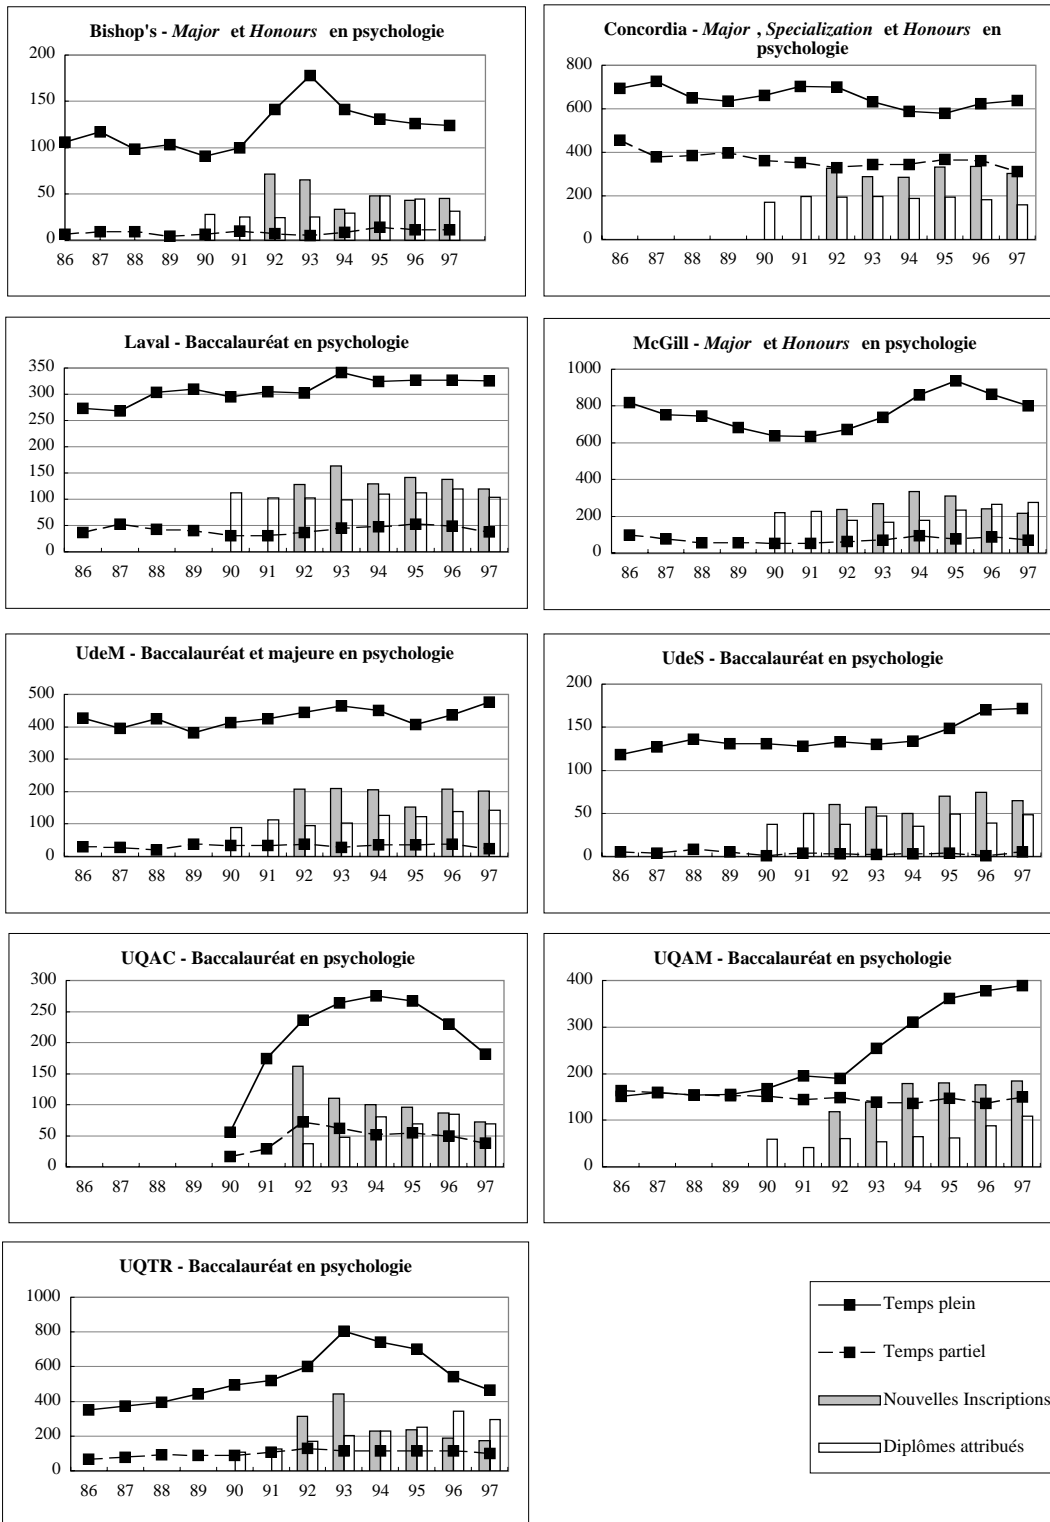 Bishop's - Major et Honours en psychologie
200
150
100
50
0
86 87 88 89 90 91 92 93 94 95 96 97
Concordia - Major , Specialization et Honours en
psychologie
800
600
400
200
0
86 87 88 89 90 91 92 93 94 95 96 97
Laval - Baccalauréat en psychologie
350
300
250
200
150
100
50
0
86 87 88 89 90 91 92 93 94 95 96 97
McGill - Major et Honours en psychologie
1000
800
600
400
200
0
86 87 88 89 90 91 92 93 94 95 96 97
UdeM - Baccalauréat et majeure en psychologie
500
400
300
200
100
0
86 87 88 89 90 91 92 93 94 95 96 97
UdeS - Baccalauréat en psychologie
200
150
100
50
0
86 87 88 89 90 91 92 93 94 95 96 97
UQAC - Baccalauréat en psychologie
300
250
200
150
100
50
0
86 87 88 89 90 91 92 93 94 95 96 97
UQAM - Baccalauréat en psychologie
400
300
200
100
0
86 87 88 89 90 91 92 93 94 95 96 97
UQTR - Baccalauréat en psychologie
1000
800
600
400
200
0
86 87 88 89 90 91 92 93 94 95 96 97
Temps plein
Temps partiel
Nouvelles Inscriptions
Diplômes attribués